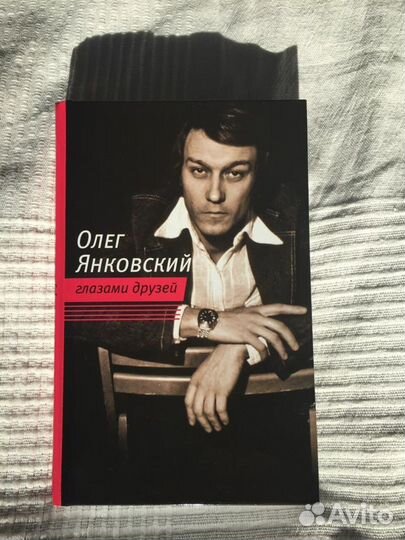 Олег
Янковский
глазами друзей
Avito